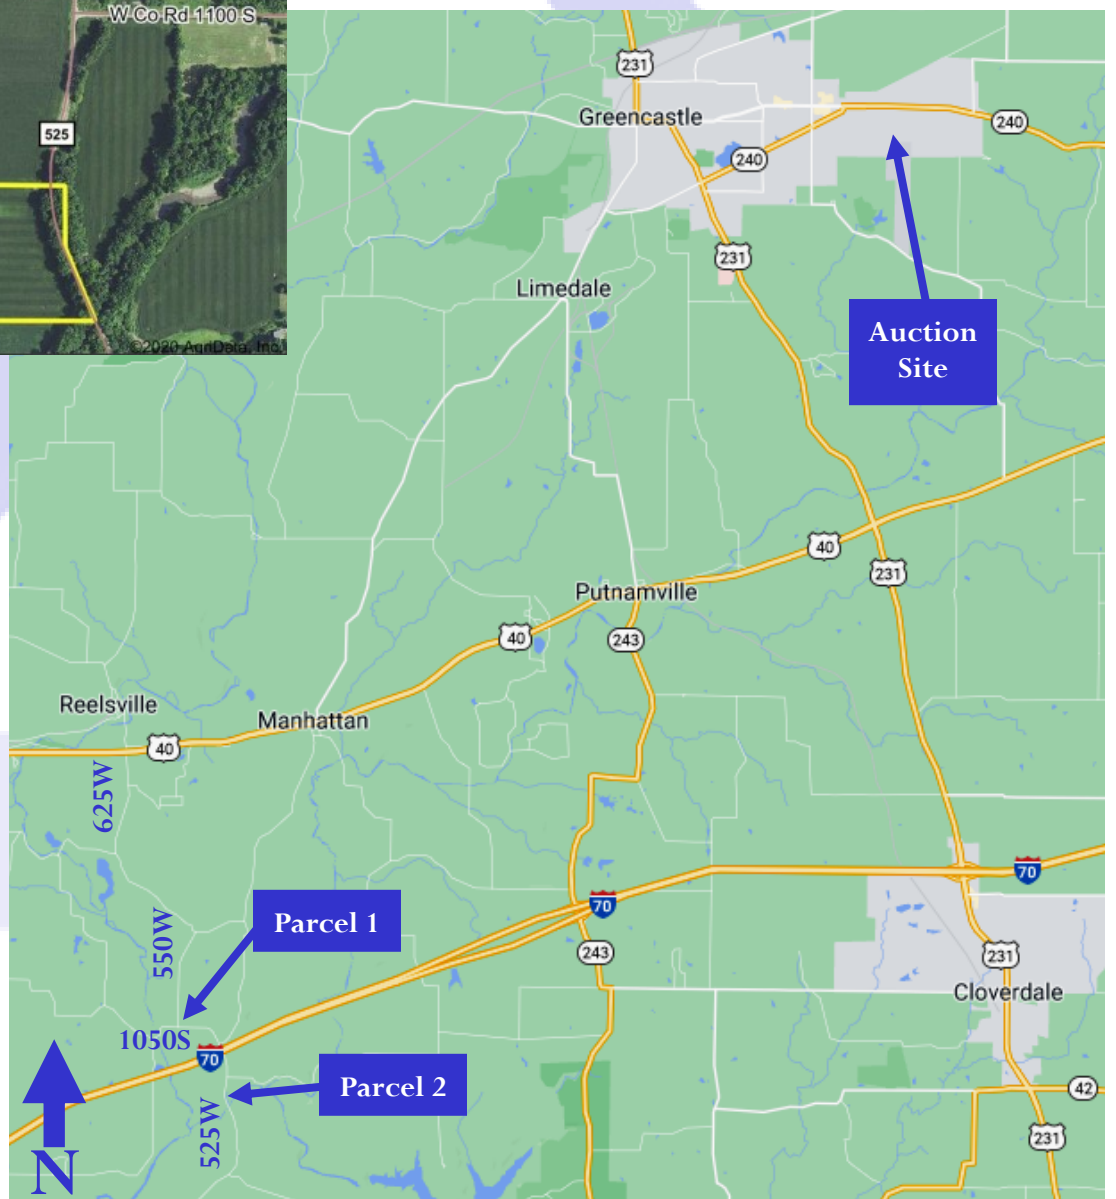 W Co Rd 1100 S
525
©2020 AgriData, Inc.
231
Greencastle
240
240
231
Limedale
Auction
Site
40
231
Putnamville
40
243
Reelsville
Manhattan
40
625W
70
70
Parcel 1
550W
243
231
Cloverdale
1050S
70
Parcel 2
42
525W
231
N